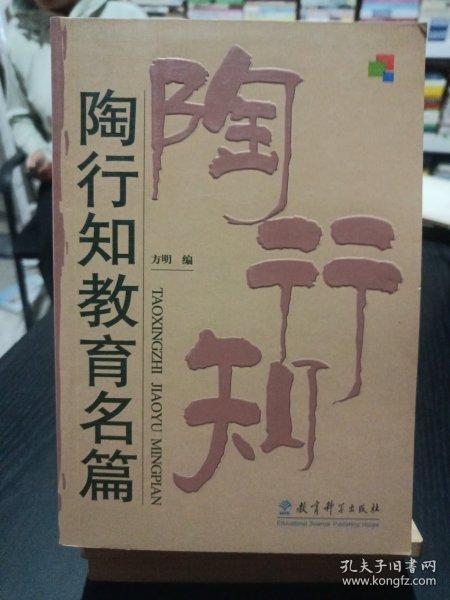 陶行知教育名篇
陶行知
方明 编
TAOXINGZHI JIAOYU MINGPIAN
教育科学出版社
Educational Science Publishing House
孔夫子旧书网
www.kongfz.com